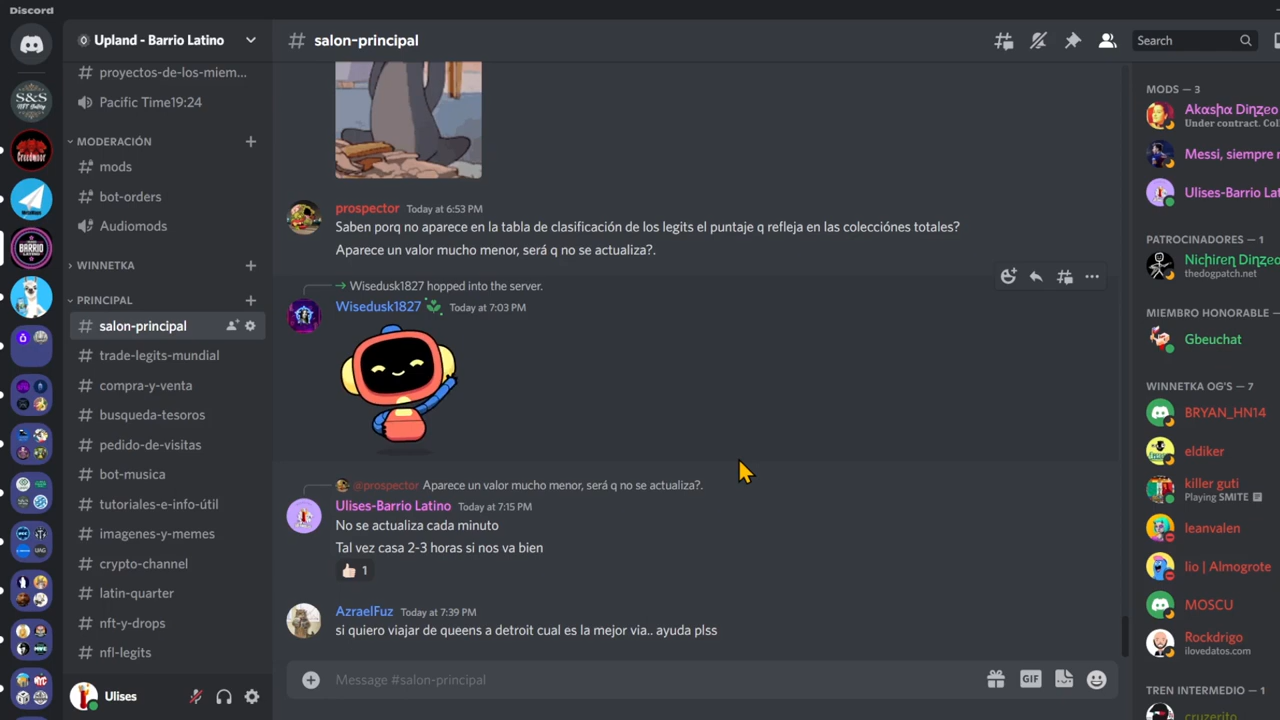 Discord
Upland - Barrio Latino
proyectos-de-los-miem...
Pacific Time19:24
MODERACIÓN
mods
bot-orders
Audiomods
WINNETKA
PRINCIPAL
salon-principal
trade-legits-mundial
compra-y-venta
busqueda-tesoros
pedido-de-visitas
bot-musica
tutoriales-e-info-útil
imagenes-y-memes
crypto-channel
latin-quarter
nft-y-drops
nfl-legits
Ulises
# salon-principal
Search
prospector Today at 6:53 PM
Saben porq no aparece en la tabla de clasificación de los legits el puntaje q refleja en las colecciónes totales?
Aparece un valor mucho menor, será q no se actualiza?.
Wisedusk1827 hopped into the server.
Wisedusk1827 Today at 7:03 PM
@prospector Aparece un valor mucho menor, será q no se actualiza?.
Ulises-Barrio Latino Today at 7:15 PM
No se actualiza cada minuto
Tal vez casa 2-3 horas si nos va bien
1
AzraelFuz Today at 7:39 PM
si quiero viajar de queens a detroit cual es la mejor via.. ayuda plss
Message #salon-principal
GIF
MODS — 3
Akαsђα Diɳzeo
Under contract. Col
Messi, siempre
Ulises-Barrio Lat
PATROCINADORES — 1
Nicђiren Diɳzeo
thedogpatch.net
MIEMBRO HONORABLE —
Gbeuchat
WINNETKA OG'S — 7
BRYAN_HN14
eldiker
killer guti
Playing SMITE
leanvalen
lio | Almogrote
MOSCU
Rockdrigo
ilovedatos.com
TREN INTERMEDIO — 1
cruzerito